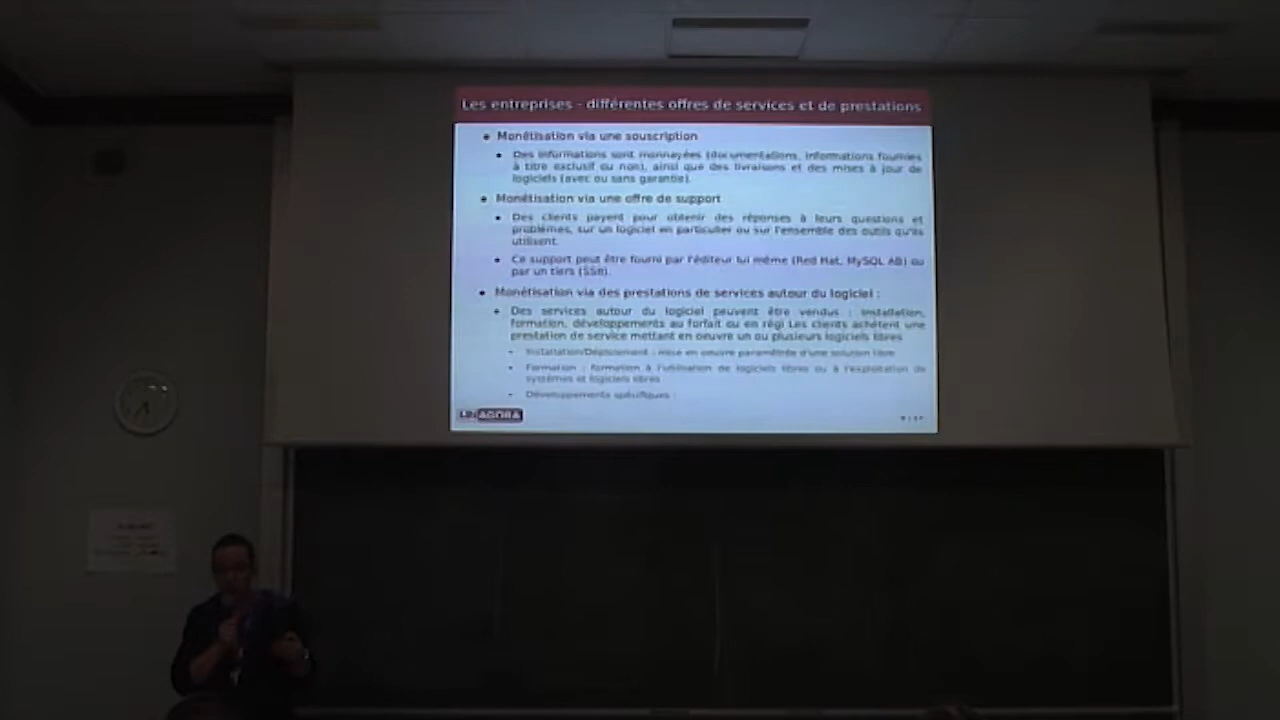 Les entreprises - différentes offres de services et de prestations
• Monétisation via une souscription
• Des informations sont monnayées (documentations, informations fournies
à titre exclusif ou non), ainsi que des livraisons et des mises à jour de
logiciels (avec ou sans garantie).
• Monétisation via une offre de support
• Des clients payent pour obtenir des réponses à leurs questions et
problèmes, sur un logiciel en particulier ou sur l'ensemble des outils qu'ils
utilisent.
• Ce support peut être fourni par l'éditeur lui même (Red Hat, MySQL AB) ou
par un tiers (SSII).
• Monétisation via des prestations de services autour du logiciel :
• Des services autour du logiciel peuvent être vendus : installation,
formation, développements au forfait ou en régi Les clients achètent une
prestation de service mettant en oeuvre un ou plusieurs logiciels libres
- Installation/Déploiement : mise en oeuvre paramétrée d'une solution libre
- Formation : formation à l'utilisation de logiciels libres ou à l'exploitation de
systèmes et logiciels libres
- Développements spécifiques :
AGORA